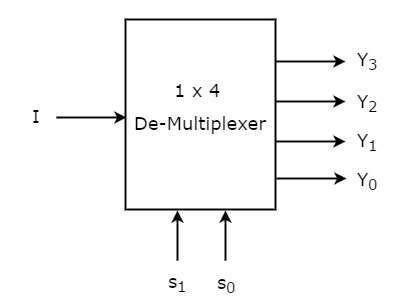 1 x 4
De-Multiplexer
I
Y₃
Y₂
Y₁
Y₀
s₁ s₀